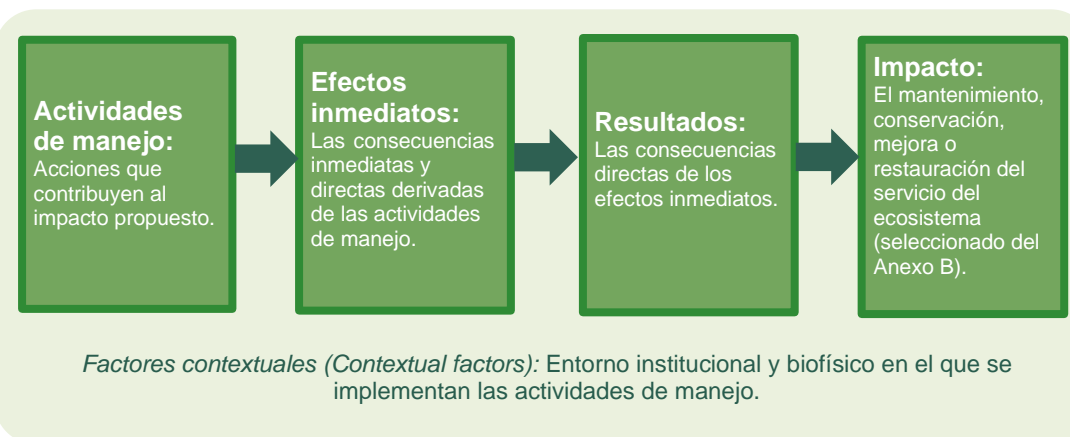 Actividades
de manejo:
Acciones que
contribuyen al
impacto propuesto.
Efectos
inmediatos:
Las consecuencias
inmediatas y
directas derivadas
de las actividades
de manejo.
Resultados:
Las consecuencias
directas de los
efectos inmediatos.
Impacto:
El mantenimiento,
conservación,
mejora o
restauración del
servicio del
ecosistema
(seleccionado del
Anexo B).
Factores contextuales (Contextual factors): Entorno institucional y biofísico en el que se
implementan las actividades de manejo.